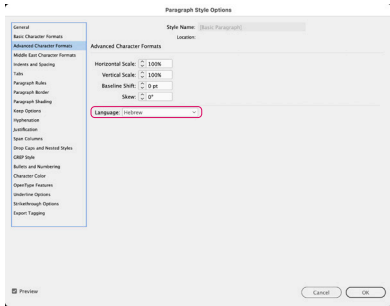 Paragraph Style Options
General
Basic Character Formats
Advanced Character Formats
Middle East Character Formats
Indents and Spacing
Tabs
Paragraph Rules
Paragraph Border
Paragraph Shading
Keep Options
Hyphenation
Justification
Span Columns
Drop Caps and Nested Styles
GREP Style
Bullets and Numbering
Character Color
OpenType Features
Underline Options
Strikethrough Options
Export Tagging
Style Name: [Basic Paragraph]
Location:
Advanced Character Formats
Horizontal Scale: 100%
Vertical Scale: 100%
Baseline Shift: 0 pt
Skew: 0°
Language: Hebrew
Preview
Cancel
OK